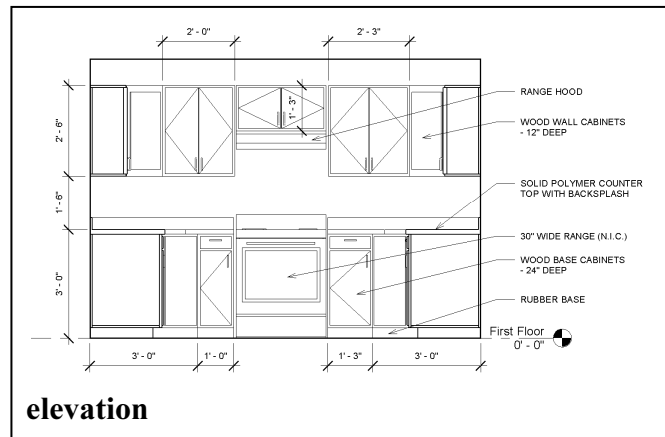 2' - 0"
2' - 3"
1' - 3"
2' - 6"
1' - 6"
3' - 0"
RANGE HOOD
WOOD WALL CABINETS
- 12" DEEP
SOLID POLYMER COUNTER
TOP WITH BACKSPLASH
30" WIDE RANGE (N.I.C.)
WOOD BASE CABINETS
- 24" DEEP
RUBBER BASE
First Floor
0' - 0"
3' - 0"
1' - 0"
1' - 3"
3' - 0"
elevation